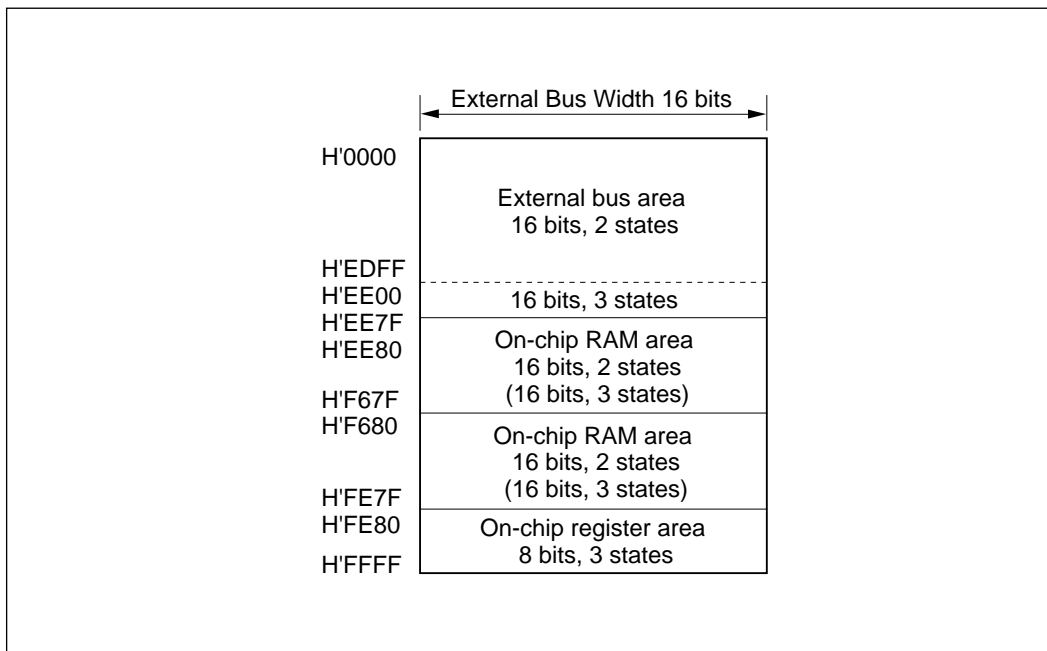 External Bus Width 16 bits
H'0000
External bus area
16 bits, 2 states
H'EDFF
H'EE00
16 bits, 3 states
H'EE7F
H'EE80
On-chip RAM area
16 bits, 2 states
(16 bits, 3 states)
H'F67F
H'F680
On-chip RAM area
16 bits, 2 states
(16 bits, 3 states)
H'FE7F
H'FE80
On-chip register area
8 bits, 3 states
H'FFFF